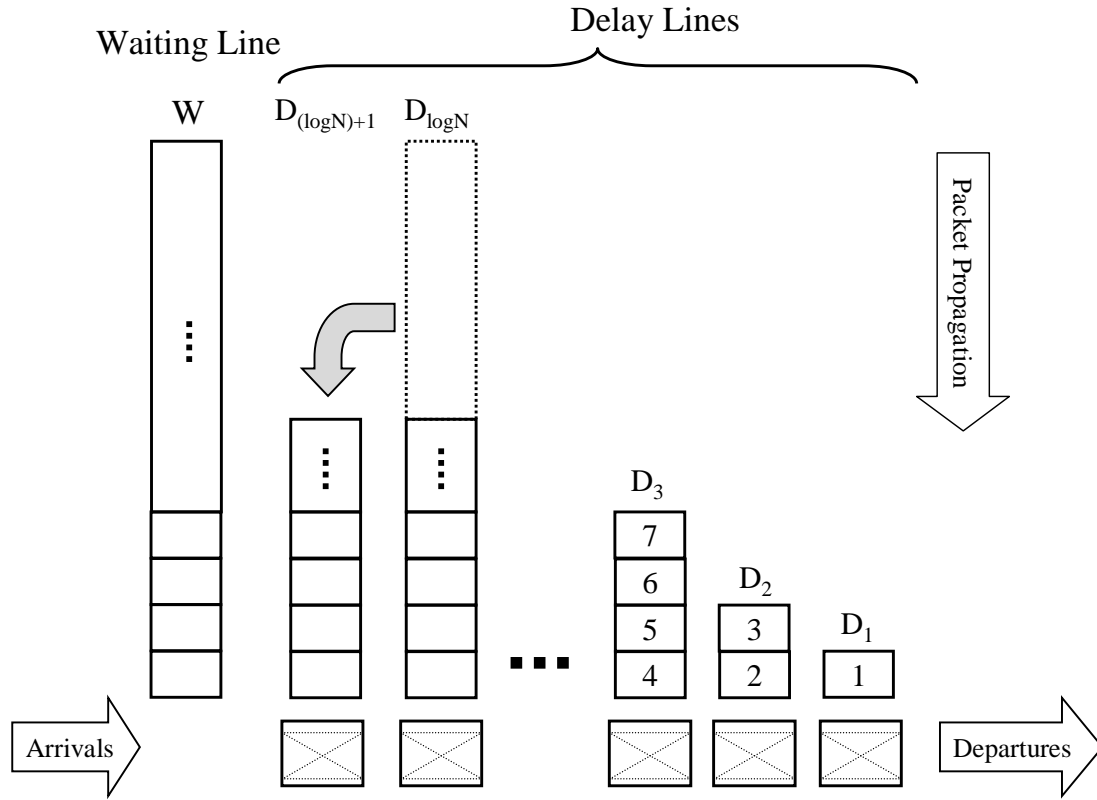 Delay Lines
Waiting Line
W
D(logN)+1
DlogN
Packet Propagation
D3
7
6
D2
5
3
D1
4
2
1
Arrivals
Departures